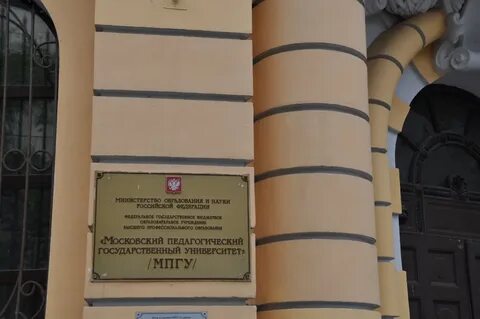 МИНИСТЕРСТВО ОБРАЗОВАНИЯ И НАУКИ
РОССИЙСКОЙ ФЕДЕРАЦИИ
ФЕДЕРАЛЬНОЕ ГОСУДАРСТВЕННОЕ БЮДЖЕТНОЕ
ОБРАЗОВАТЕЛЬНОЕ УЧРЕЖДЕНИЕ
ВЫСШЕГО ПРОФЕССИОНАЛЬНОГО ОБРАЗОВАНИЯ
«МОСКОВСКИЙ ПЕДАГОГИЧЕСКИЙ
ГОСУДАРСТВЕННЫЙ УНИВЕРСИТЕТ»
/МПГУ/